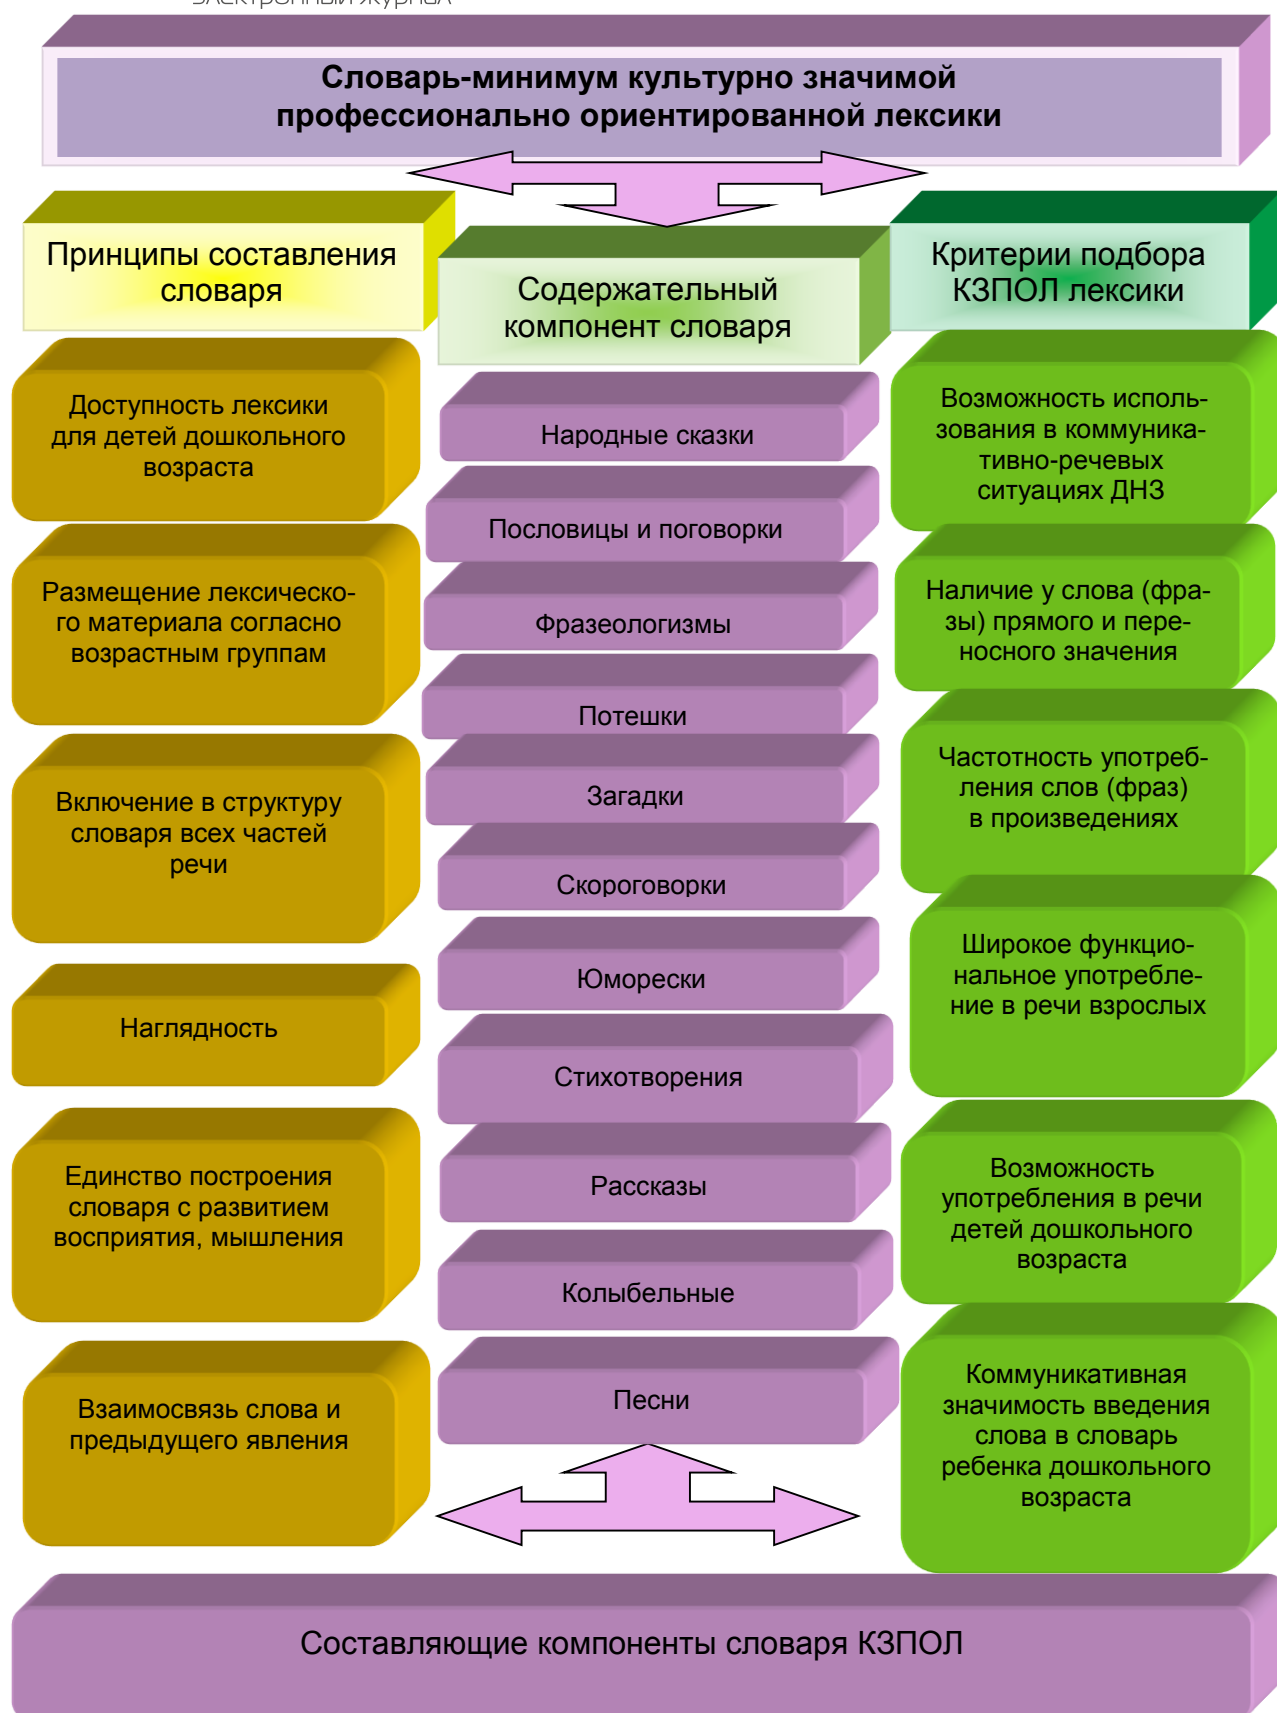 электронный журнал
Словарь-минимум культурно значимой
профессионально ориентированной лексики
Принципы составления
словаря
Доступность лексики
для детей дошкольного
возраста
Размещение лексическо-
го материала согласно
возрастным группам
Включение в структуру
словаря всех частей
речи
Наглядность
Единство построения
словаря с развитием
восприятия, мышления
Взаимосвязь слова и
предыдущего явления
Содержательный
компонент словаря
Народные сказки
Пословицы и поговорки
Фразеологизмы
Потешки
Загадки
Скороговорки
Юморески
Стихотворения
Рассказы
Колыбельные
Песни
Критерии подбора
КЗПОЛ лексики
Возможность исполь-
зования в коммуника-
тивно-речевых
ситуациях ДНЗ
Наличие у слова (фра-
зы) прямого и пере-
носного значения
Частотность употреб-
ления слов (фраз)
в произведениях
Широкое функцио-
нальное употребле-
ние в речи взрослых
Возможность
употребления в речи
детей дошкольного
возраста
Коммуникативная
значимость введения
слова в словарь
ребенка дошкольного
возраста
Составляющие компоненты словаря КЗПОЛ